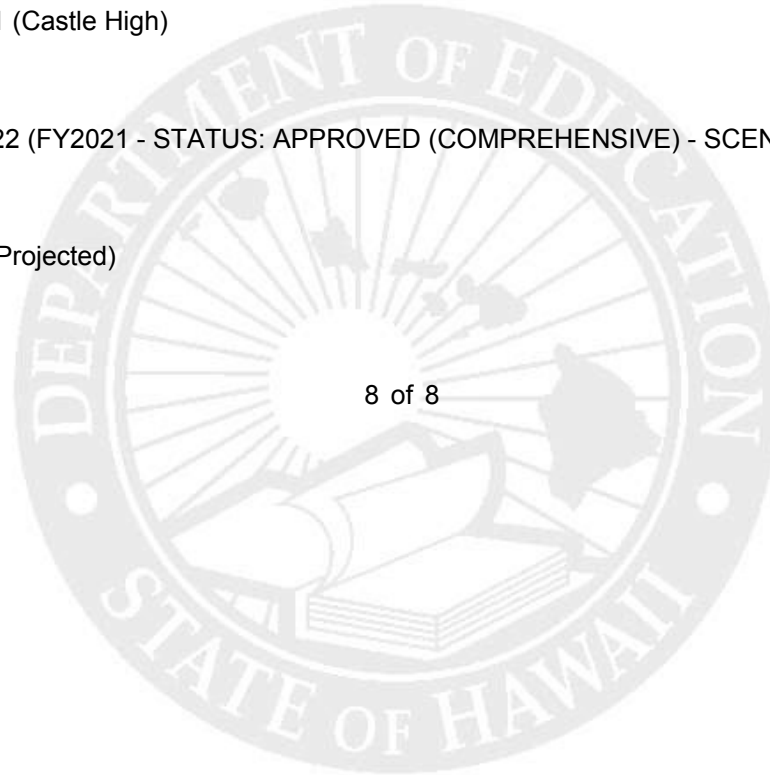 (Castle High)
22 (FY2021 - STATUS: APPROVED (COMPREHENSIVE) - SCEN
Projected)
8 of 8
DEPARTMENT OF EDUCATION
STATE OF HAWAII